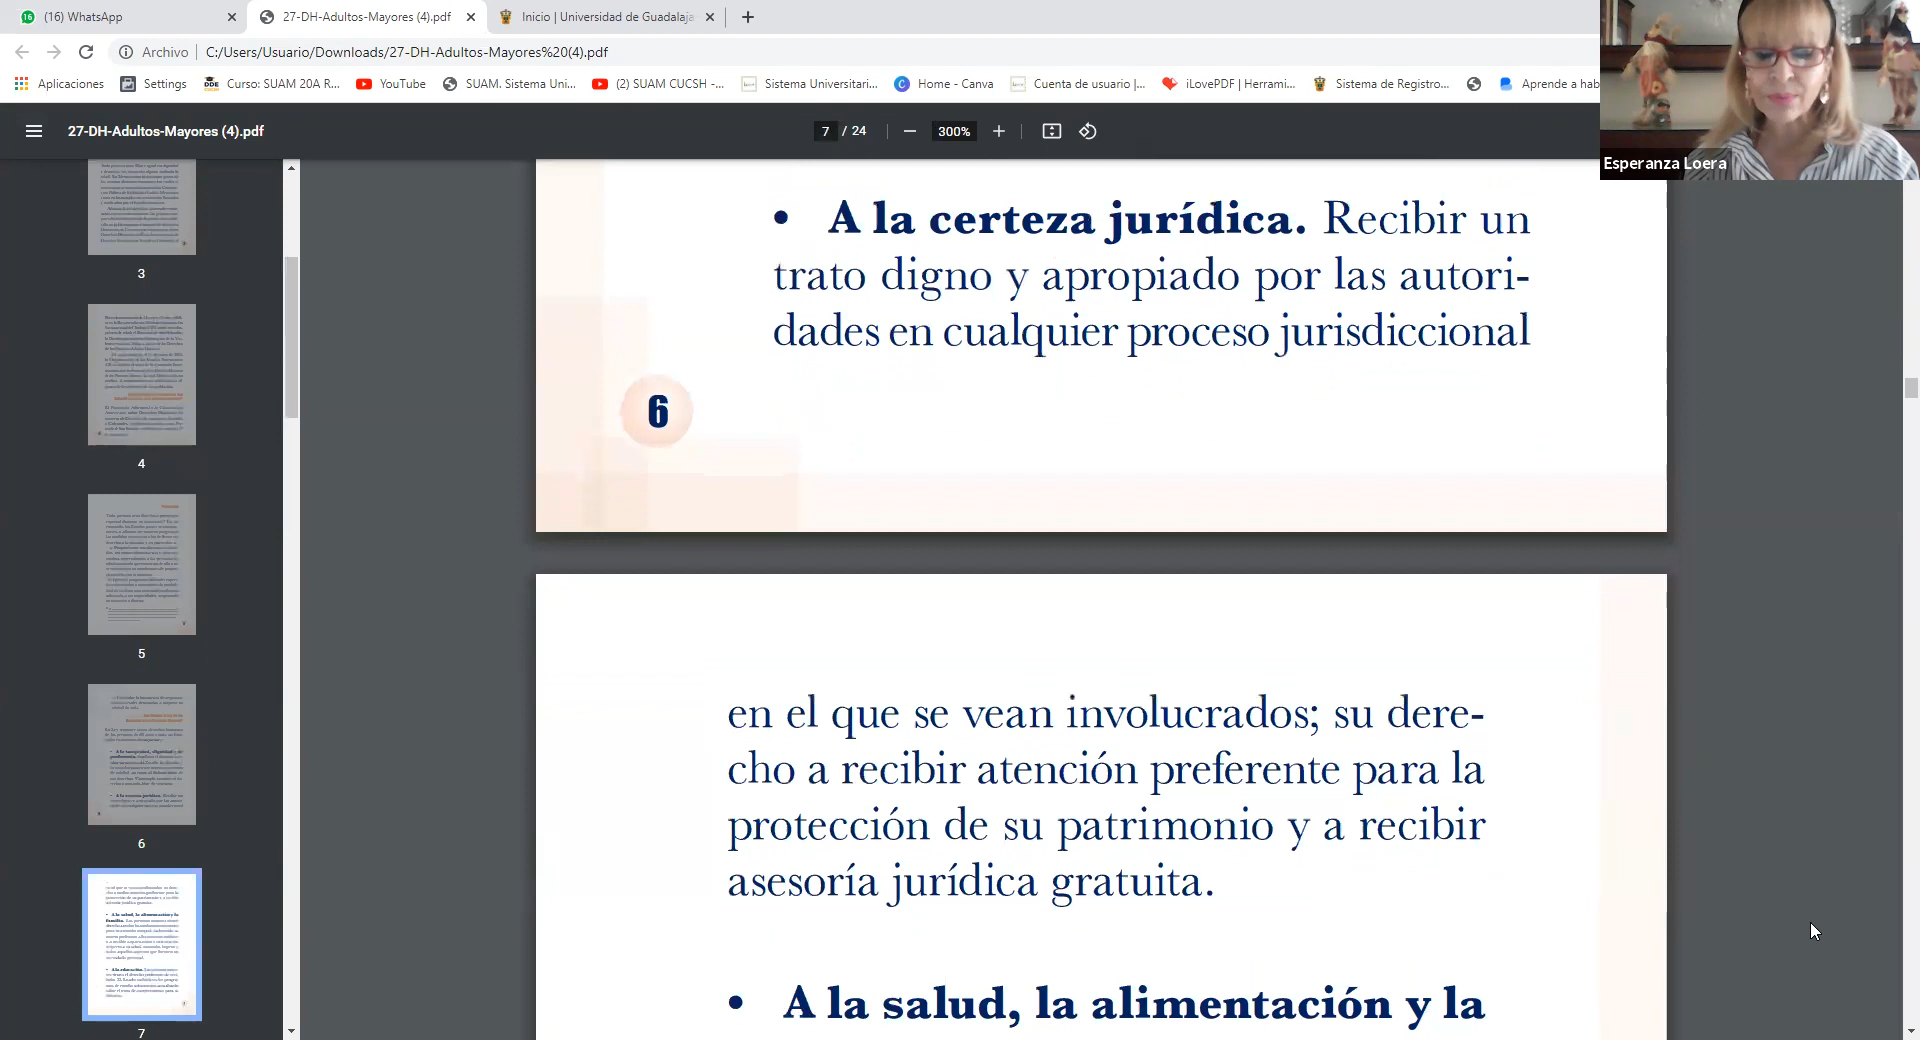 (16) WhatsApp
27-DH-Adultos-Mayores (4).pdf
Inicio | Universidad de Guadalaja
Archivo
C:/Users/Usuario/Downloads/27-DH-Adultos-Mayores%20(4).pdf
Aplicaciones
Settings
Curso: SUAM 20A R...
YouTube
SUAM. Sistema Uni...
(2) SUAM CUCSH -...
Sistema Universitari...
Home - Canva
Cuenta de usuario |...
iLovePDF | Herrami...
Sistema de Registro...
Aprende a hab
27-DH-Adultos-Mayores (4).pdf
7 / 24
300%
Esperanza Loera
3
4
5
6
7
• A la certeza jurídica. Recibir un
trato digno y apropiado por las autori-
dades en cualquier proceso jurisdiccional
6
en el que se vean involucrados; su dere-
cho a recibir atención preferente para la
protección de su patrimonio y a recibir
asesoría jurídica gratuita.
• A la salud, la alimentación y la